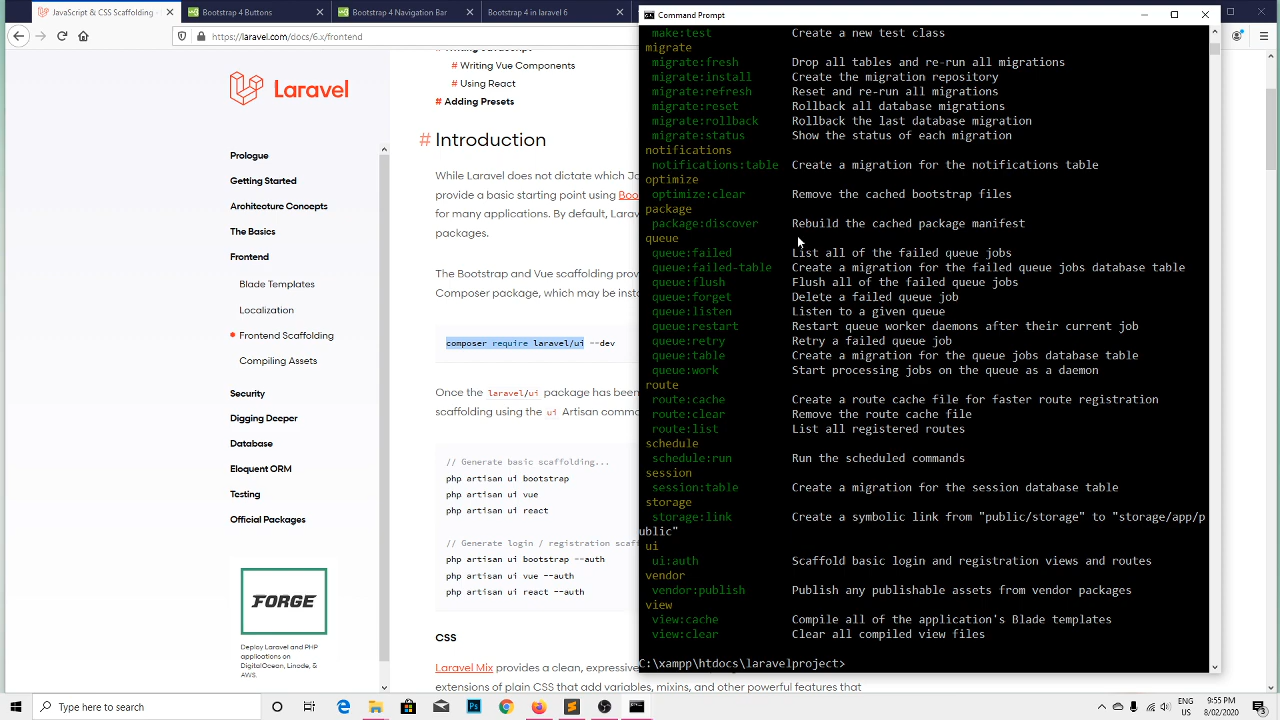 JavaScript & CSS Scaffolding -
Bootstrap 4 Buttons
Bootstrap 4 Navigation Bar
Bootstrap 4 in laravel 6
https://laravel.com/docs/6.x/frontend
Laravel
Prologue
Getting Started
Architecture Concepts
The Basics
Frontend
Blade Templates
Localization
Frontend Scaffolding
Compiling Assets
Security
Digging Deeper
Database
Eloquent ORM
Testing
Official Packages
FORGE
Deploy Laravel and PHP
applications on
DigitalOcean, Linode, &
AWS.
# Writing JavaScript
# Writing Vue Components
# Using React
# Adding Presets
# Introduction
While Laravel does not dictate which
provide a basic starting point using
for many applications. By default,
packages.
The Bootstrap and Vue scaffolding
Composer package, which may be
composer require laravel/ui --dev
Once the laravel/ui package has been
scaffolding using the ui Artisan
// Generate basic scaffolding...
php artisan ui bootstrap
php artisan ui vue
php artisan ui react
// Generate login / registration
php artisan ui bootstrap --auth
php artisan ui vue --auth
php artisan ui react --auth
CSS
Laravel Mix provides a clean, expressive
extensions of plain CSS that add variables, mixins, and other powerful features that
Command Prompt
make:test Create a new test class
migrate
migrate:fresh Drop all tables and re-run all migrations
migrate:install Create the migration repository
migrate:refresh Reset and re-run all migrations
migrate:reset Rollback all database migrations
migrate:rollback Rollback the last database migration
migrate:status Show the status of each migration
notifications
notifications:table Create a migration for the notifications table
optimize
optimize:clear Remove the cached bootstrap files
package
package:discover Rebuild the cached package manifest
queue
queue:failed List all of the failed queue jobs
queue:failed-table Create a migration for the failed queue jobs database table
queue:flush Flush all of the failed queue jobs
queue:forget Delete a failed queue job
queue:listen Listen to a given queue
queue:restart Restart queue worker daemons after their current job
queue:retry Retry a failed queue job
queue:table Create a migration for the queue jobs database table
queue:work Start processing jobs on the queue as a daemon
route
route:cache Create a route cache file for faster route registration
route:clear Remove the route cache file
route:list List all registered routes
schedule
schedule:run Run the scheduled commands
session
session:table Create a migration for the session database table
storage
storage:link Create a symbolic link from "public/storage" to "storage/app/p
ublic"
ui
ui:auth Scaffold basic login and registration views and routes
vendor
vendor:publish Publish any publishable assets from vendor packages
view
view:cache Compile all of the application's Blade templates
view:clear Clear all compiled view files
C:\xampp\htdocs\laravelproject>
Type here to search
ENG
US
9:55 PM
8/02/2020
3